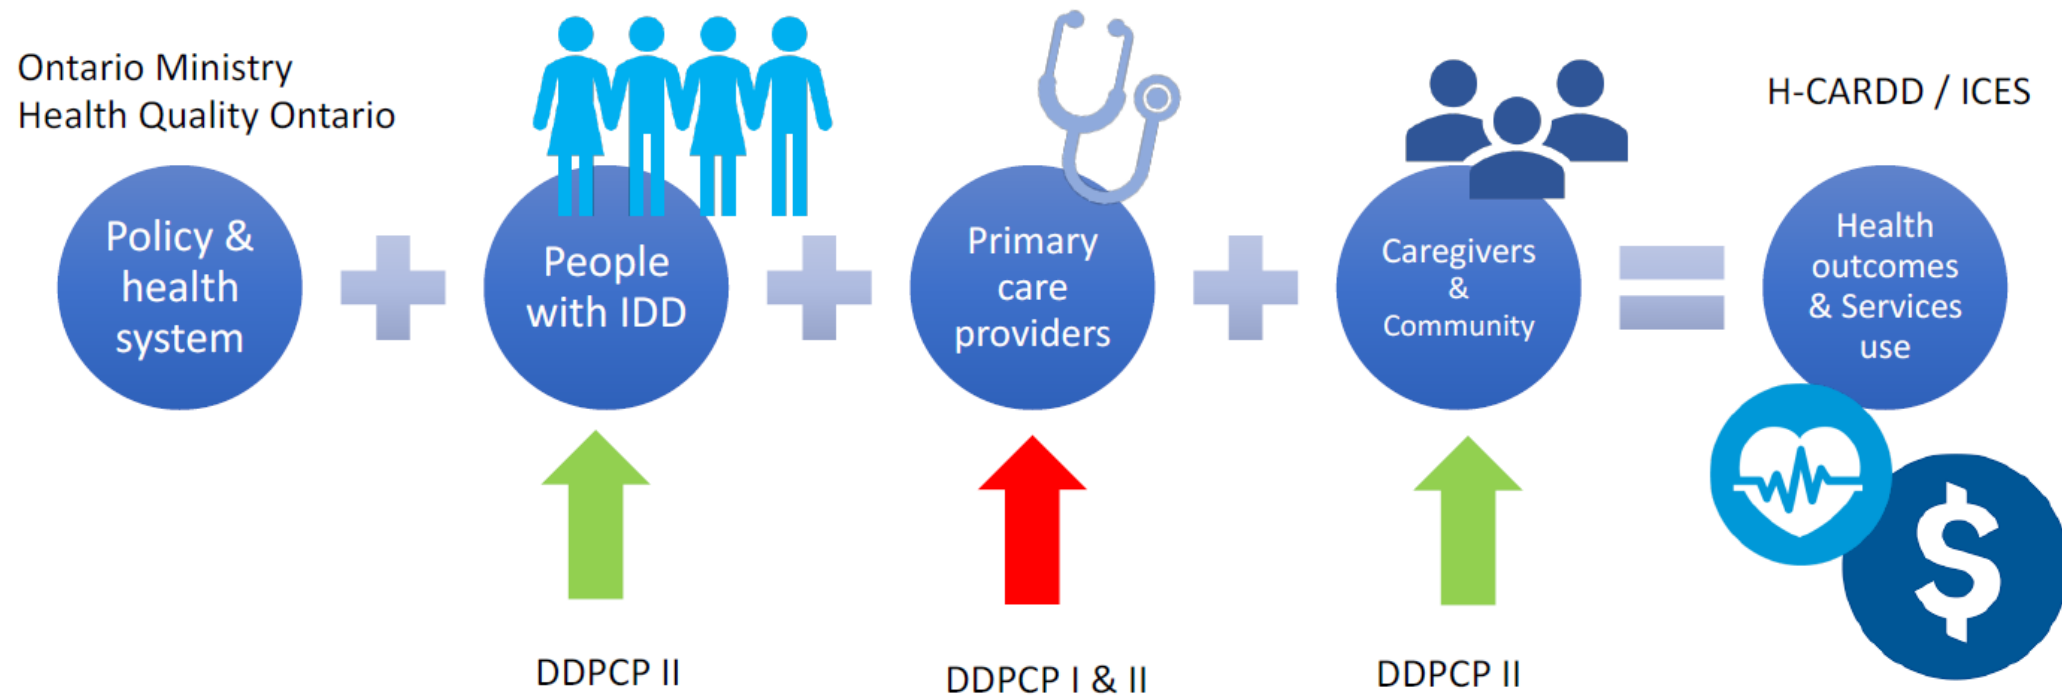 Ontario Ministry
Health Quality Ontario
H-CARDD / ICES
Policy &
health
system
People
with IDD
Primary
care
providers
Caregivers
&
Community
Health
outcomes
& Services
use
$
DDPCP II
DDPCP I & II
DDPCP II